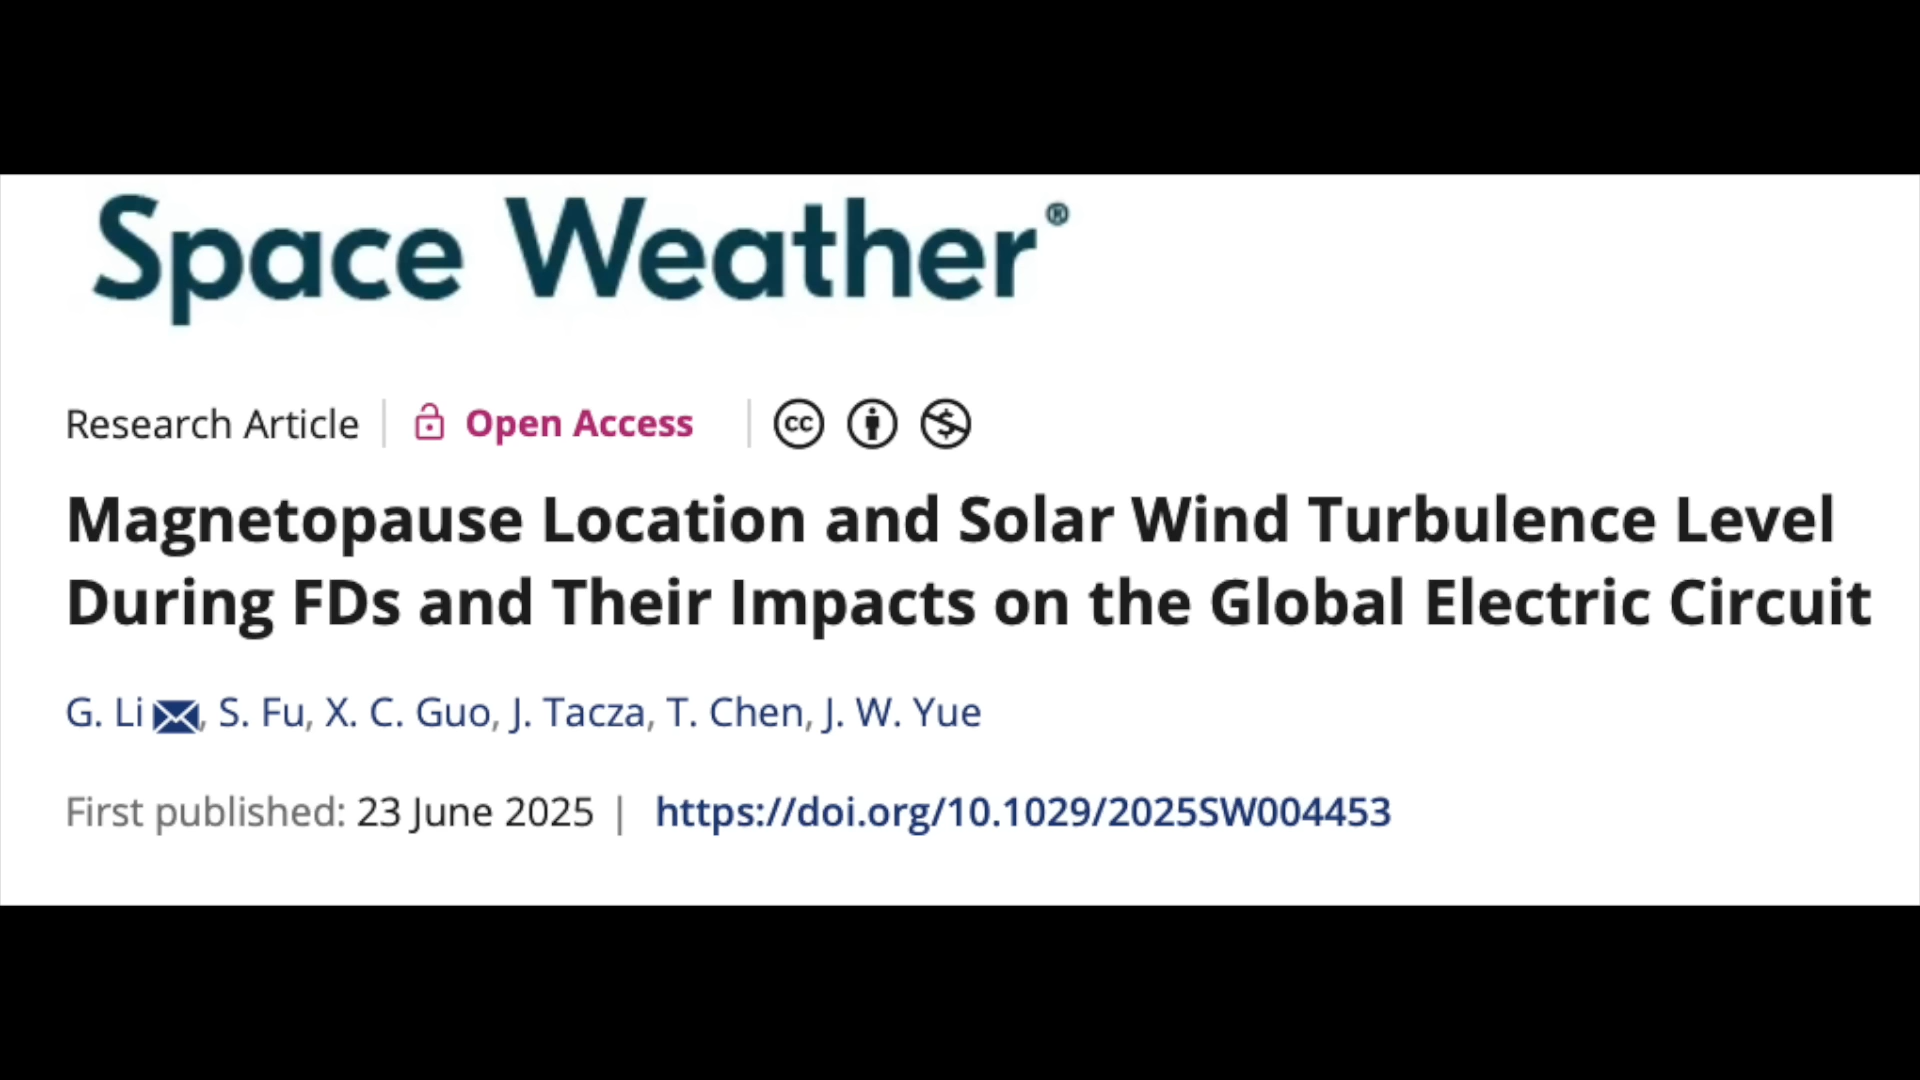 Space Weather®
Research Article | Open Access | cc
Magnetopause Location and Solar Wind Turbulence Level
During FDs and Their Impacts on the Global Electric Circuit
G. Li, S. Fu, X. C. Guo, J. Tacza, T. Chen, J. W. Yue
First published: 23 June 2025 | https://doi.org/10.1029/2025SW004453